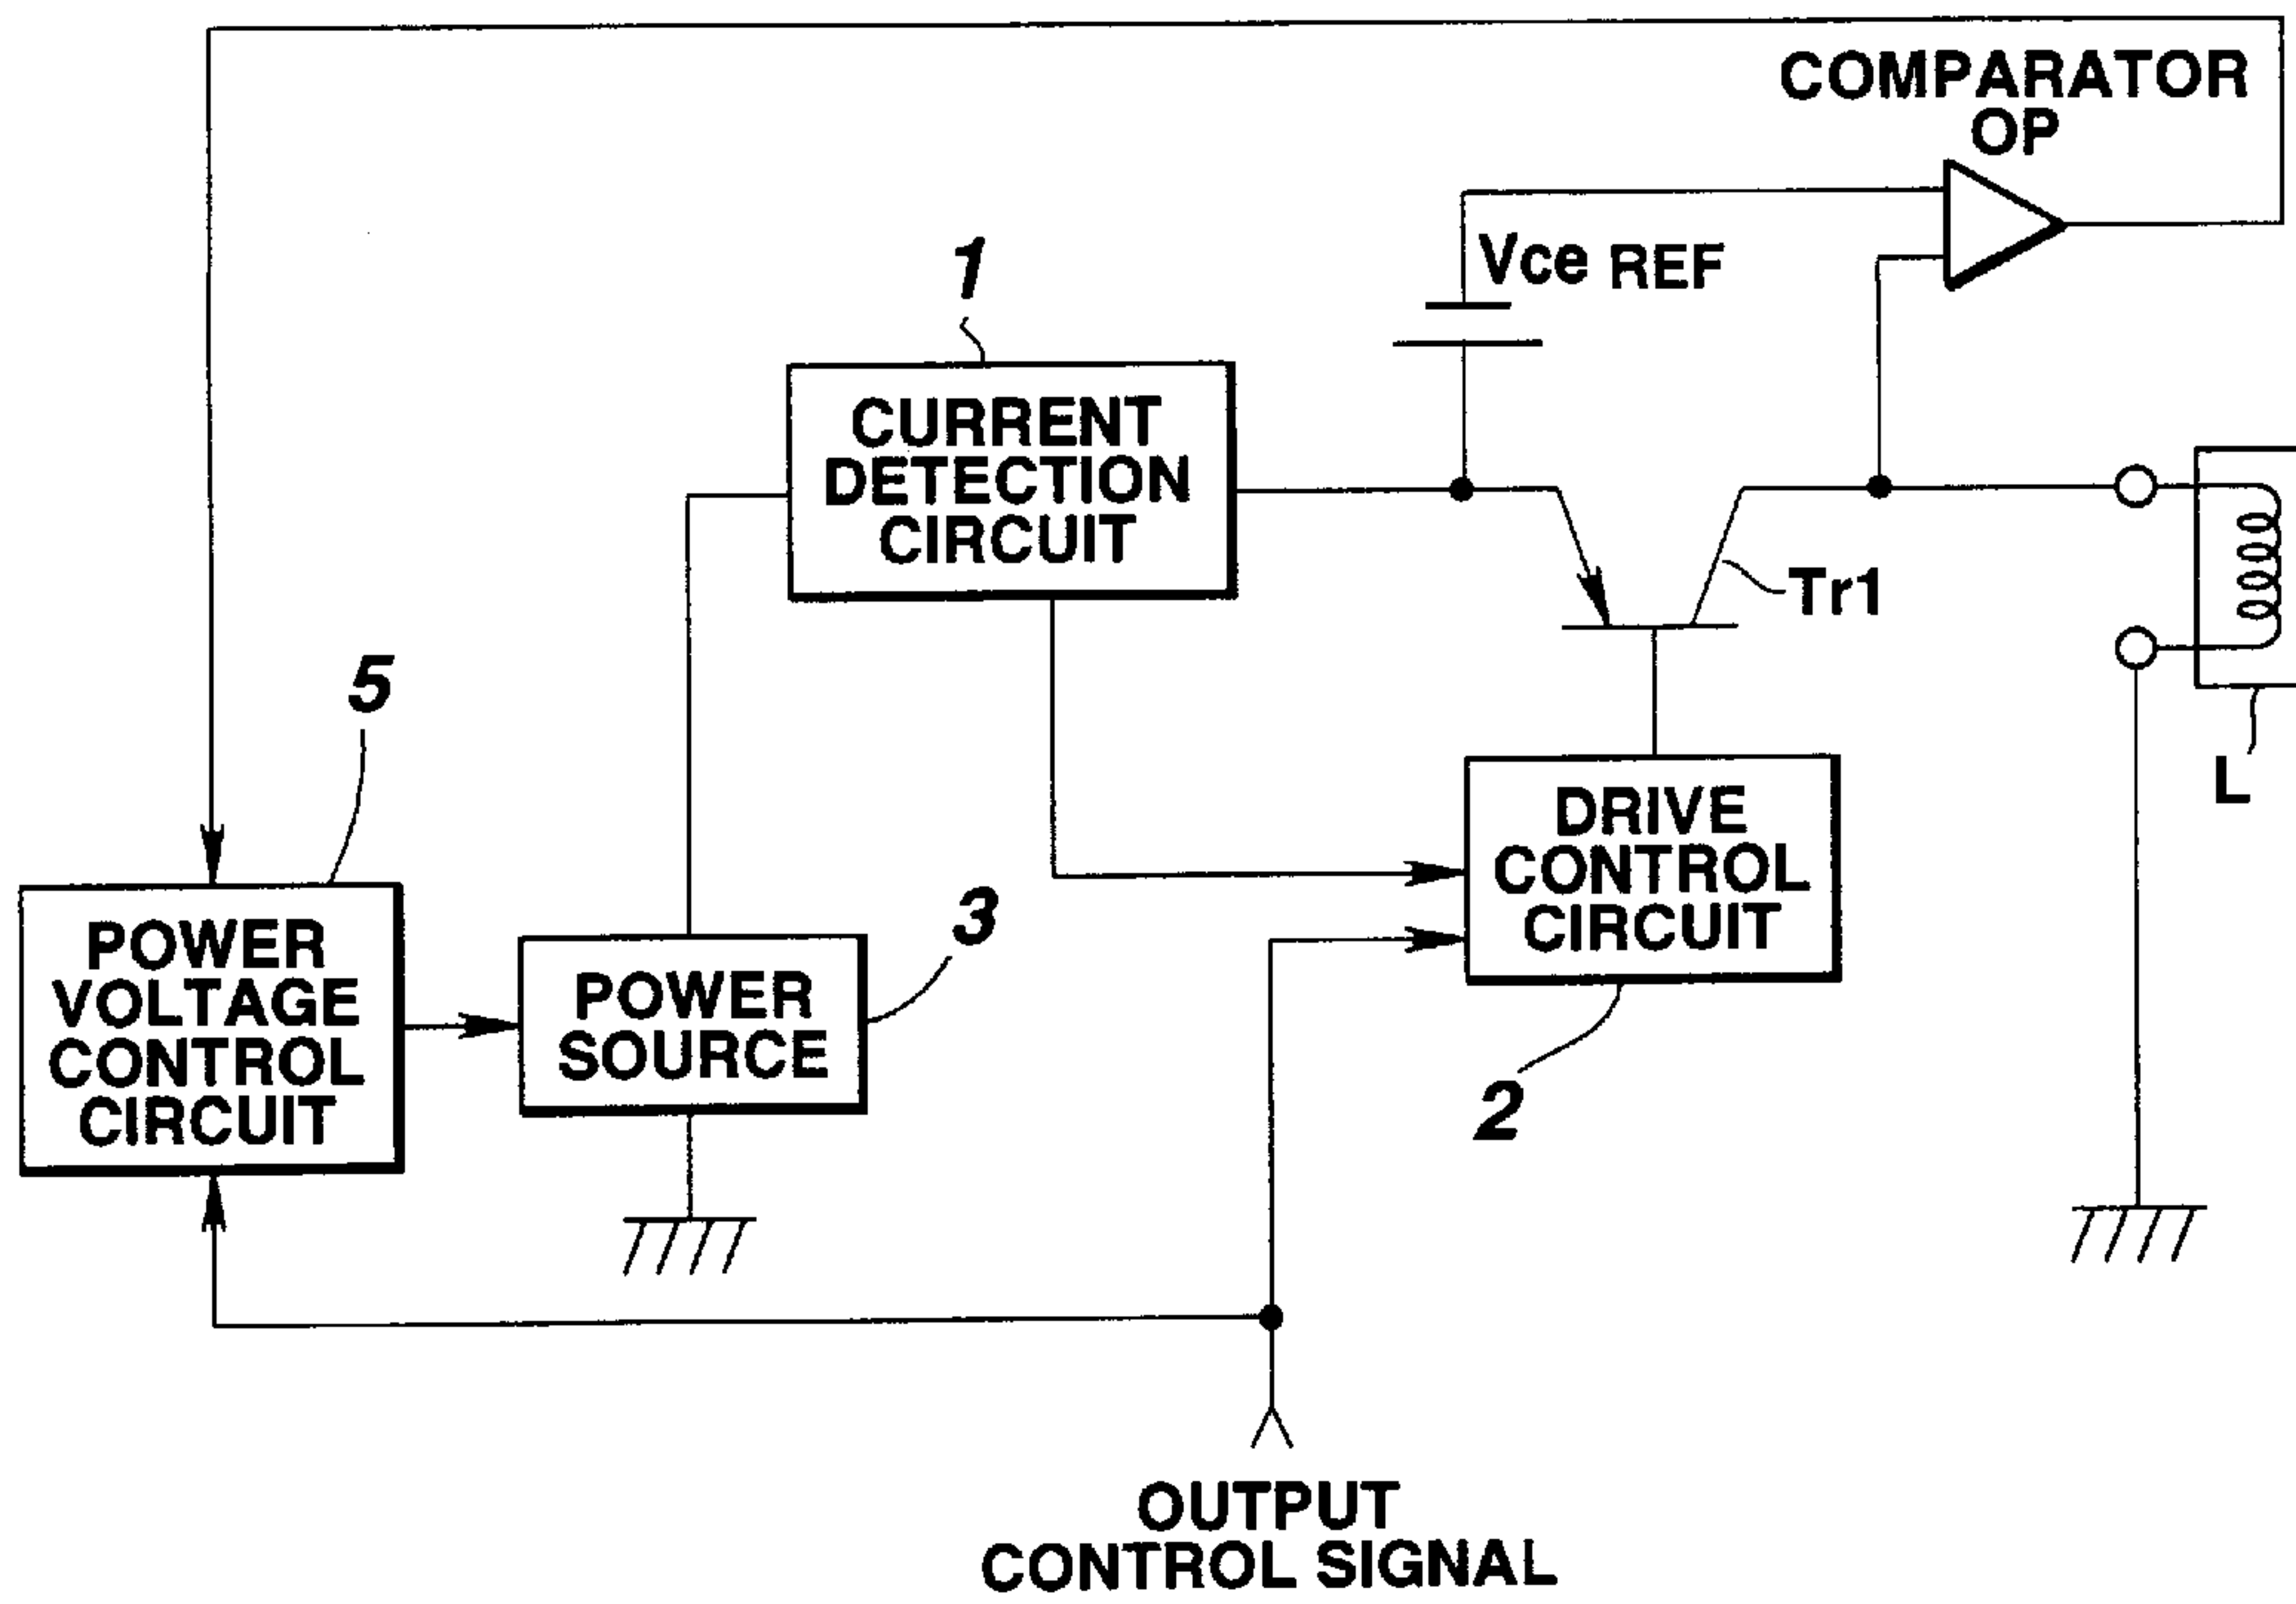 COMPARATOR
OP
Vce REF
1
CURRENT
DETECTION
CIRCUIT
Tr1
5
L
DRIVE
CONTROL
CIRCUIT
3
POWER
VOLTAGE
CONTROL
CIRCUIT
POWER
SOURCE
2
OUTPUT
CONTROL SIGNAL